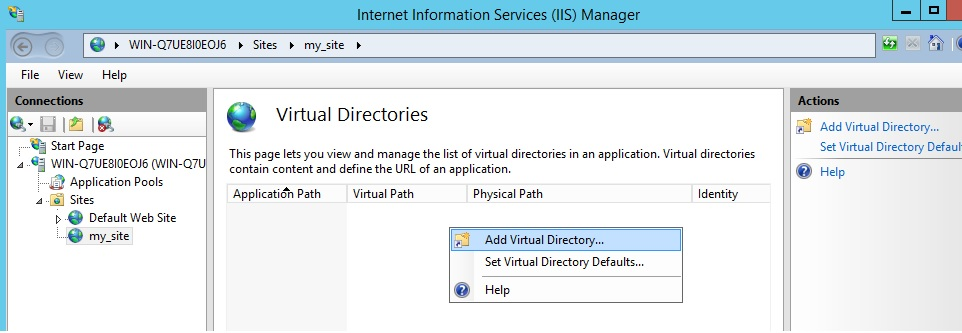 Internet Information Services (IIS) Manager
WIN-Q7UE8I0EOJ6 Sites my_site
File View Help
Connections
Start Page
WIN-Q7UE8I0EOJ6 (WIN-Q7U
Application Pools
Sites
Default Web Site
my_site
Virtual Directories
This page lets you view and manage the list of virtual directories in an application. Virtual directories
contain content and define the URL of an application.
Application Path Virtual Path Physical Path Identity
Add Virtual Directory...
Set Virtual Directory Defaults...
Help
Actions
Add Virtual Directory...
Set Virtual Directory Defaul
Help